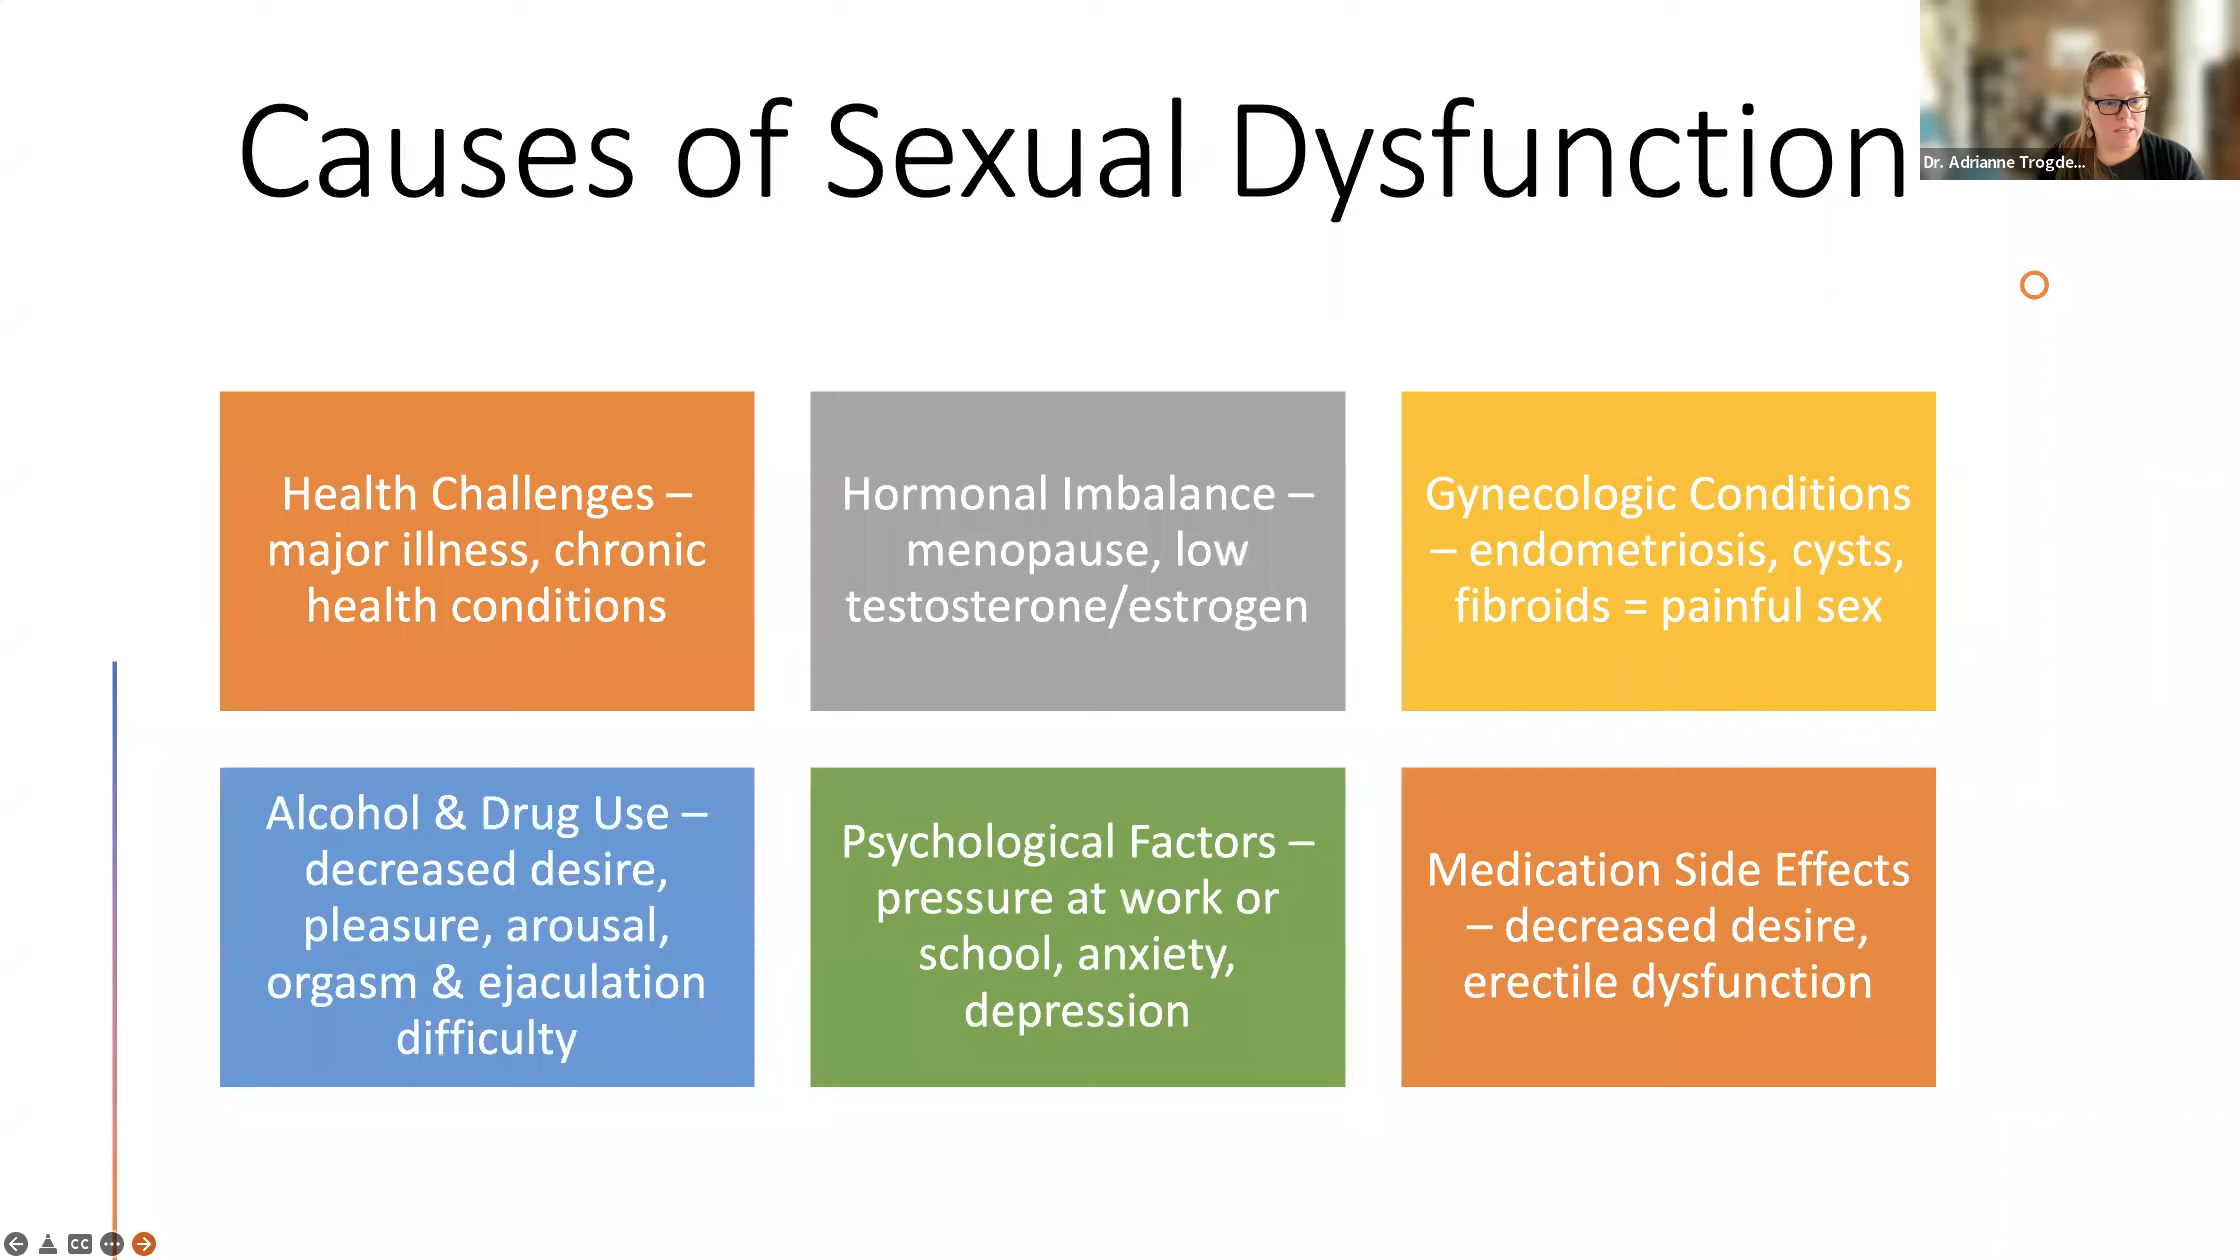 Causes of Sexual Dysfunction
Dr. Adrianne Trogde...
Health Challenges –
major illness, chronic
health conditions
Hormonal Imbalance –
menopause, low
testosterone/estrogen
Gynecologic Conditions
– endometriosis, cysts,
fibroids = painful sex
Alcohol & Drug Use –
decreased desire,
pleasure, arousal,
orgasm & ejaculation
difficulty
Psychological Factors –
pressure at work or
school, anxiety,
depression
Medication Side Effects
– decreased desire,
erectile dysfunction
CC